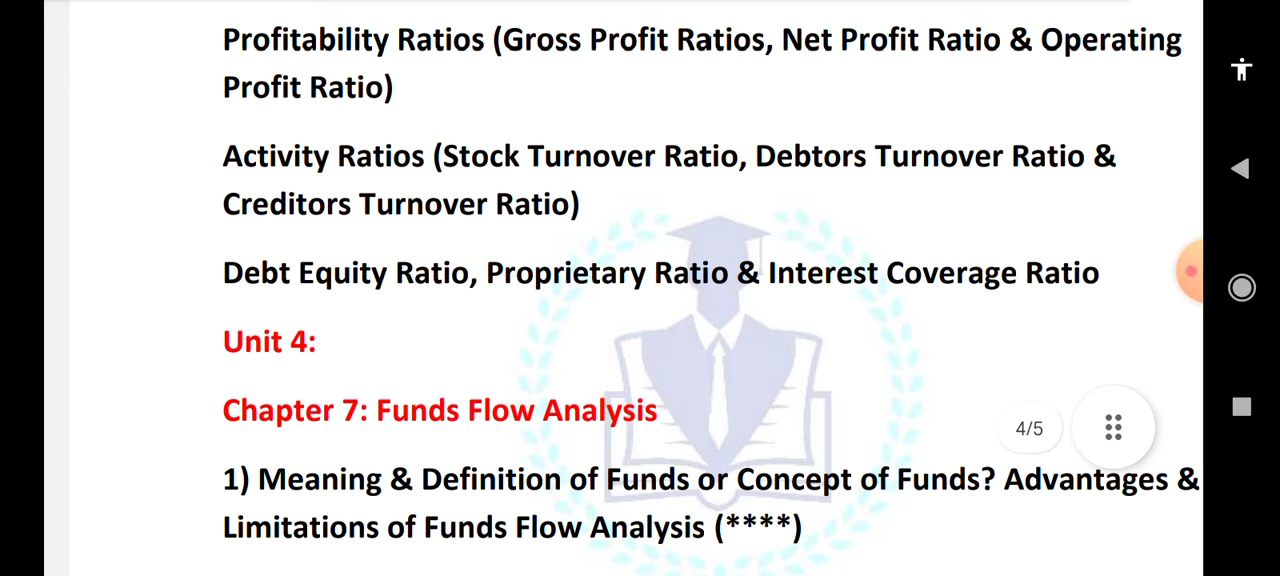 Profitability Ratios (Gross Profit Ratios, Net Profit Ratio & Operating
Profit Ratio)
Activity Ratios (Stock Turnover Ratio, Debtors Turnover Ratio &
Creditors Turnover Ratio)
Debt Equity Ratio, Proprietary Ratio & Interest Coverage Ratio
Unit 4:
Chapter 7: Funds Flow Analysis
4/5
1) Meaning & Definition of Funds or Concept of Funds? Advantages &
Limitations of Funds Flow Analysis (****)